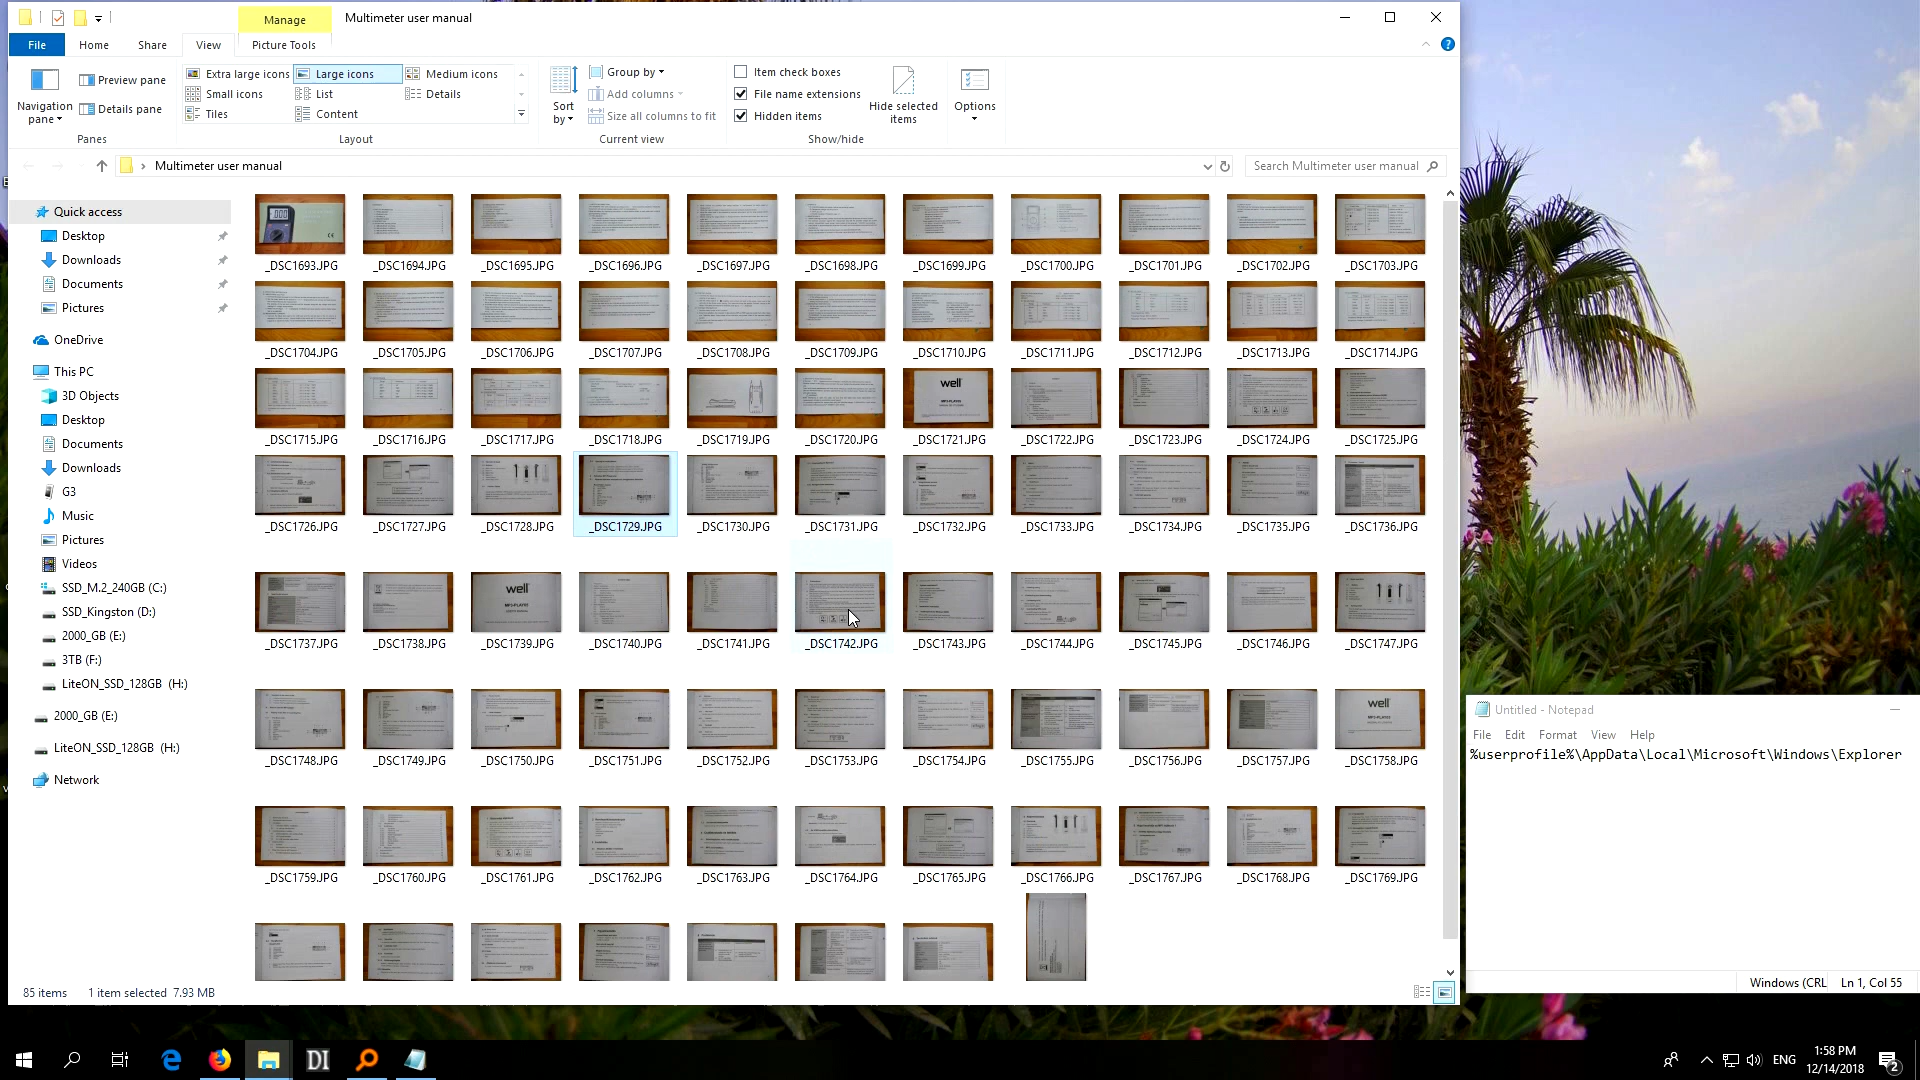 Manage
Multimeter user manual
File
Home
Share
View
Picture Tools
Navigation pane
Preview pane
Details pane
Panes
Extra large icons
Large icons
Medium icons
Small icons
List
Details
Tiles
Content
Layout
Sort by
Group by
Add columns
Size all columns to fit
Current view
Item check boxes
File name extensions
Hidden items
Hide selected items
Show/hide
Options
Multimeter user manual
Search Multimeter user manual
Quick access
Desktop
Downloads
Documents
Pictures
OneDrive
This PC
3D Objects
Desktop
Documents
Downloads
G3
Music
Pictures
Videos
SSD_M.2_240GB (C:)
SSD_Kingston (D:)
2000_GB (E:)
3TB (F:)
LiteON_SSD_128GB (H:)
2000_GB (E:)
LiteON_SSD_128GB (H:)
Network
_DSC1693.JPG _DSC1694.JPG _DSC1695.JPG _DSC1696.JPG _DSC1697.JPG _DSC1698.JPG _DSC1699.JPG _DSC1700.JPG _DSC1701.JPG _DSC1702.JPG _DSC1703.JPG
_DSC1704.JPG _DSC1705.JPG _DSC1706.JPG _DSC1707.JPG _DSC1708.JPG _DSC1709.JPG _DSC1710.JPG _DSC1711.JPG _DSC1712.JPG _DSC1713.JPG _DSC1714.JPG
well
MP3-PLAYER
_DSC1715.JPG _DSC1716.JPG _DSC1717.JPG _DSC1718.JPG _DSC1719.JPG _DSC1720.JPG _DSC1721.JPG _DSC1722.JPG _DSC1723.JPG _DSC1724.JPG _DSC1725.JPG
_DSC1726.JPG _DSC1727.JPG _DSC1728.JPG _DSC1729.JPG _DSC1730.JPG _DSC1731.JPG _DSC1732.JPG _DSC1733.JPG _DSC1734.JPG _DSC1735.JPG _DSC1736.JPG
well
MP3-PLAYER
_DSC1737.JPG _DSC1738.JPG _DSC1739.JPG _DSC1740.JPG _DSC1741.JPG _DSC1742.JPG _DSC1743.JPG _DSC1744.JPG _DSC1745.JPG _DSC1746.JPG _DSC1747.JPG
well
MP3-PLAYER
_DSC1748.JPG _DSC1749.JPG _DSC1750.JPG _DSC1751.JPG _DSC1752.JPG _DSC1753.JPG _DSC1754.JPG _DSC1755.JPG _DSC1756.JPG _DSC1757.JPG _DSC1758.JPG
_DSC1759.JPG _DSC1760.JPG _DSC1761.JPG _DSC1762.JPG _DSC1763.JPG _DSC1764.JPG _DSC1765.JPG _DSC1766.JPG _DSC1767.JPG _DSC1768.JPG _DSC1769.JPG
85 items 1 item selected 7.93 MB
Untitled - Notepad
File Edit Format View Help
%userprofile%\AppData\Local\Microsoft\Windows\Explorer
Windows (CRL Ln 1, Col 55
DI
ENG
1:58 PM
12/14/2018
2